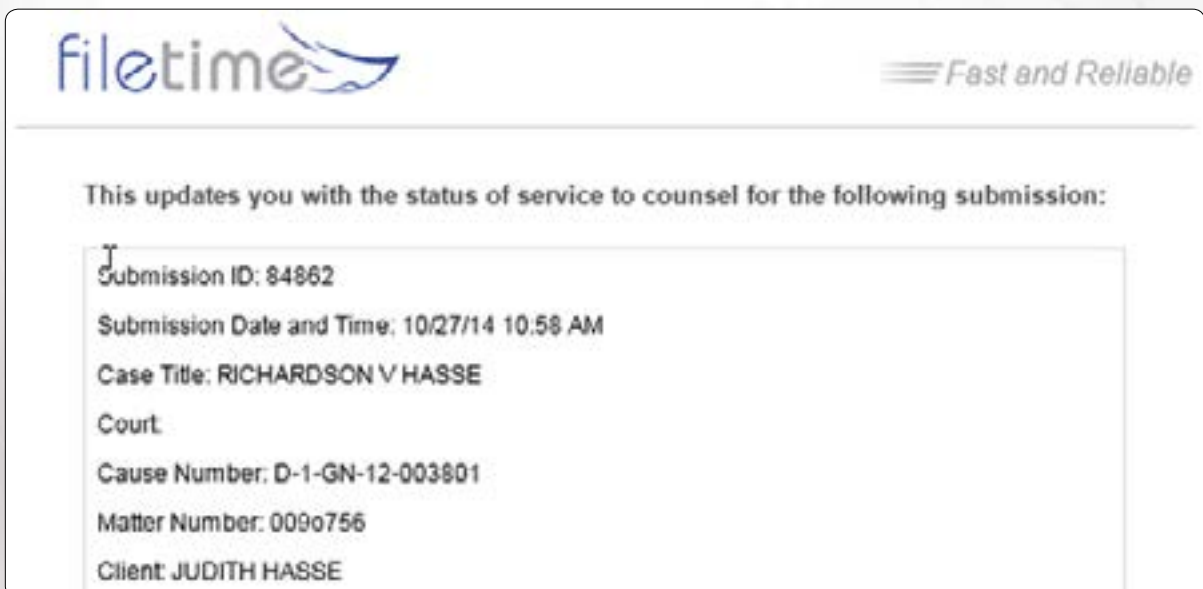 filetime
Fast and Reliable
This updates you with the status of service to counsel for the following submission:
Submission ID: 84862
Submission Date and Time: 10/27/14 10:58 AM
Case Title: RICHARDSON V HASSE
Court:
Cause Number: D-1-GN-12-003801
Matter Number: 009o756
Client: JUDITH HASSE